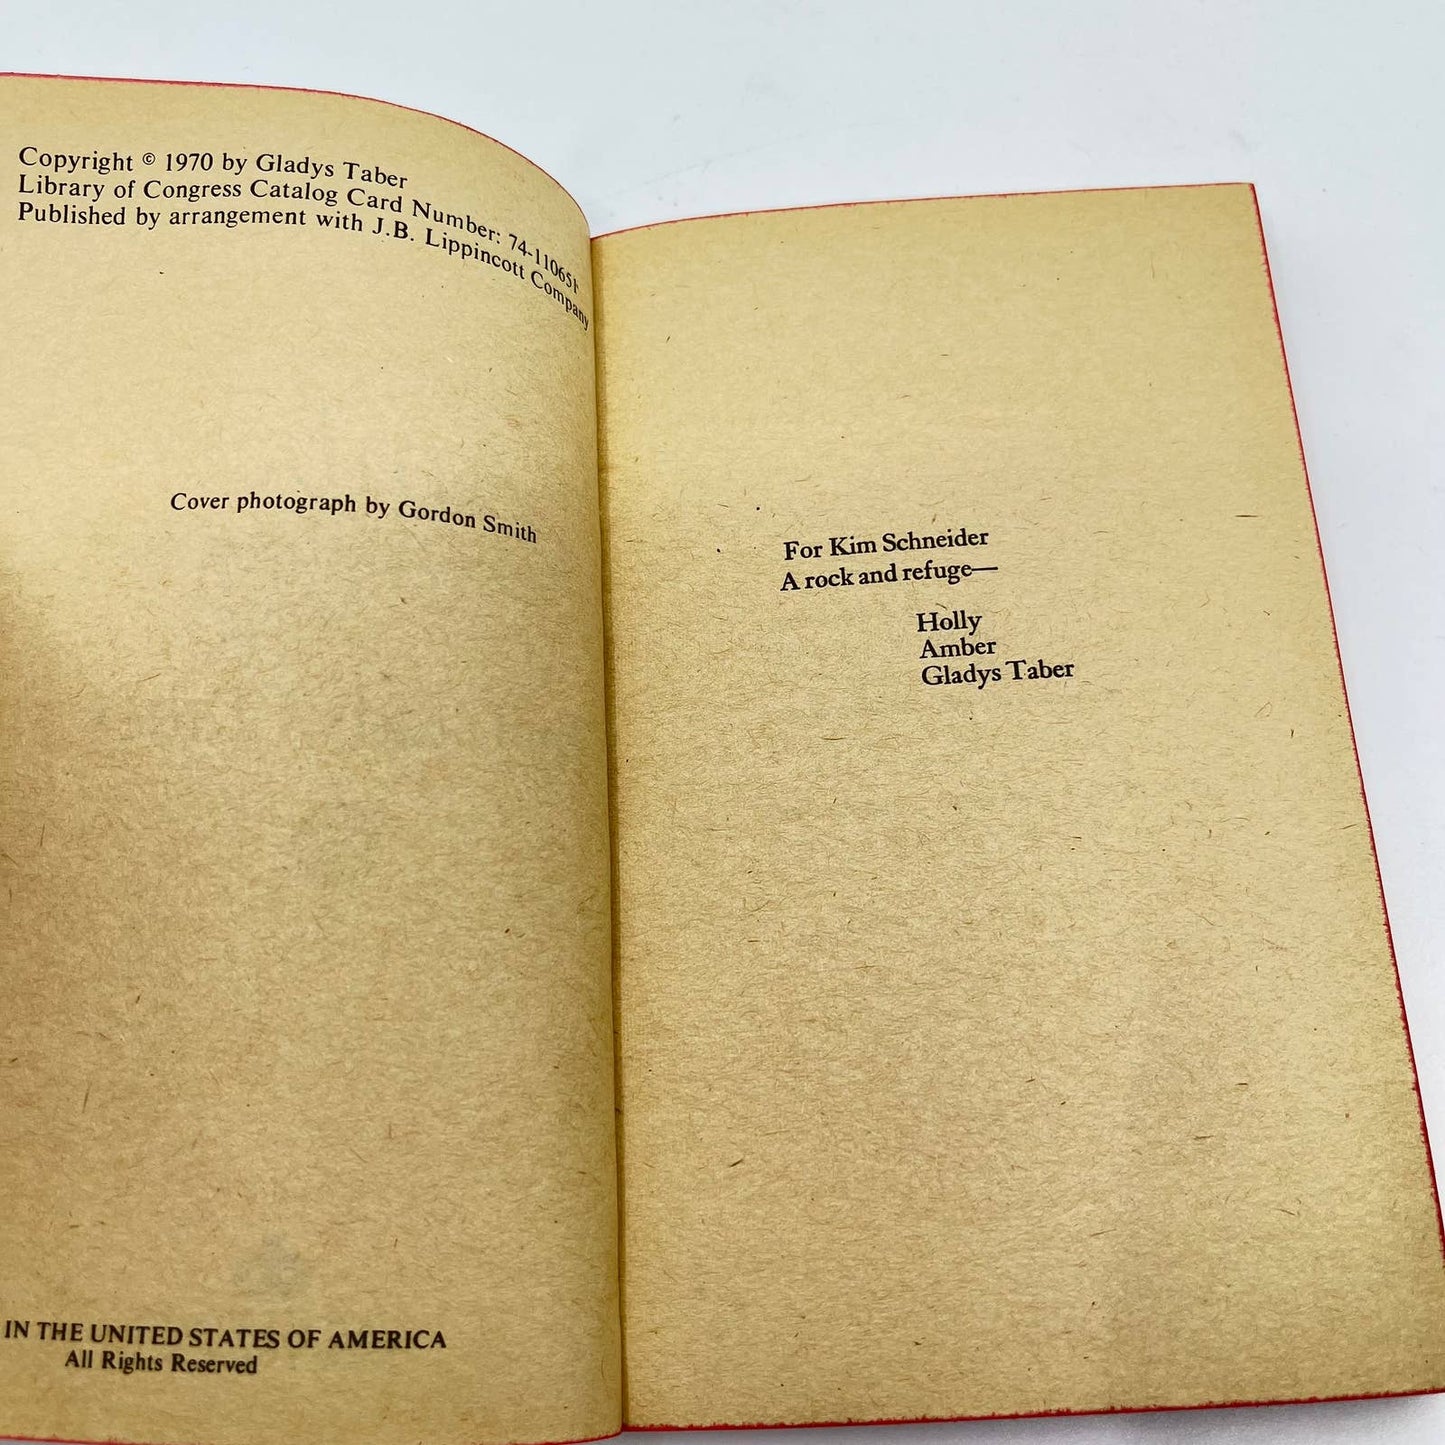 Copyright © 1970 by Gladys Taber
Library of Congress Catalog Card Number: 74-110651
Published by arrangement with J.B. Lippincott Company
Cover photograph by Gordon Smith
IN THE UNITED STATES OF AMERICA
All Rights Reserved
For Kim Schneider
A rock and refuge—
Holly
Amber
Gladys Taber